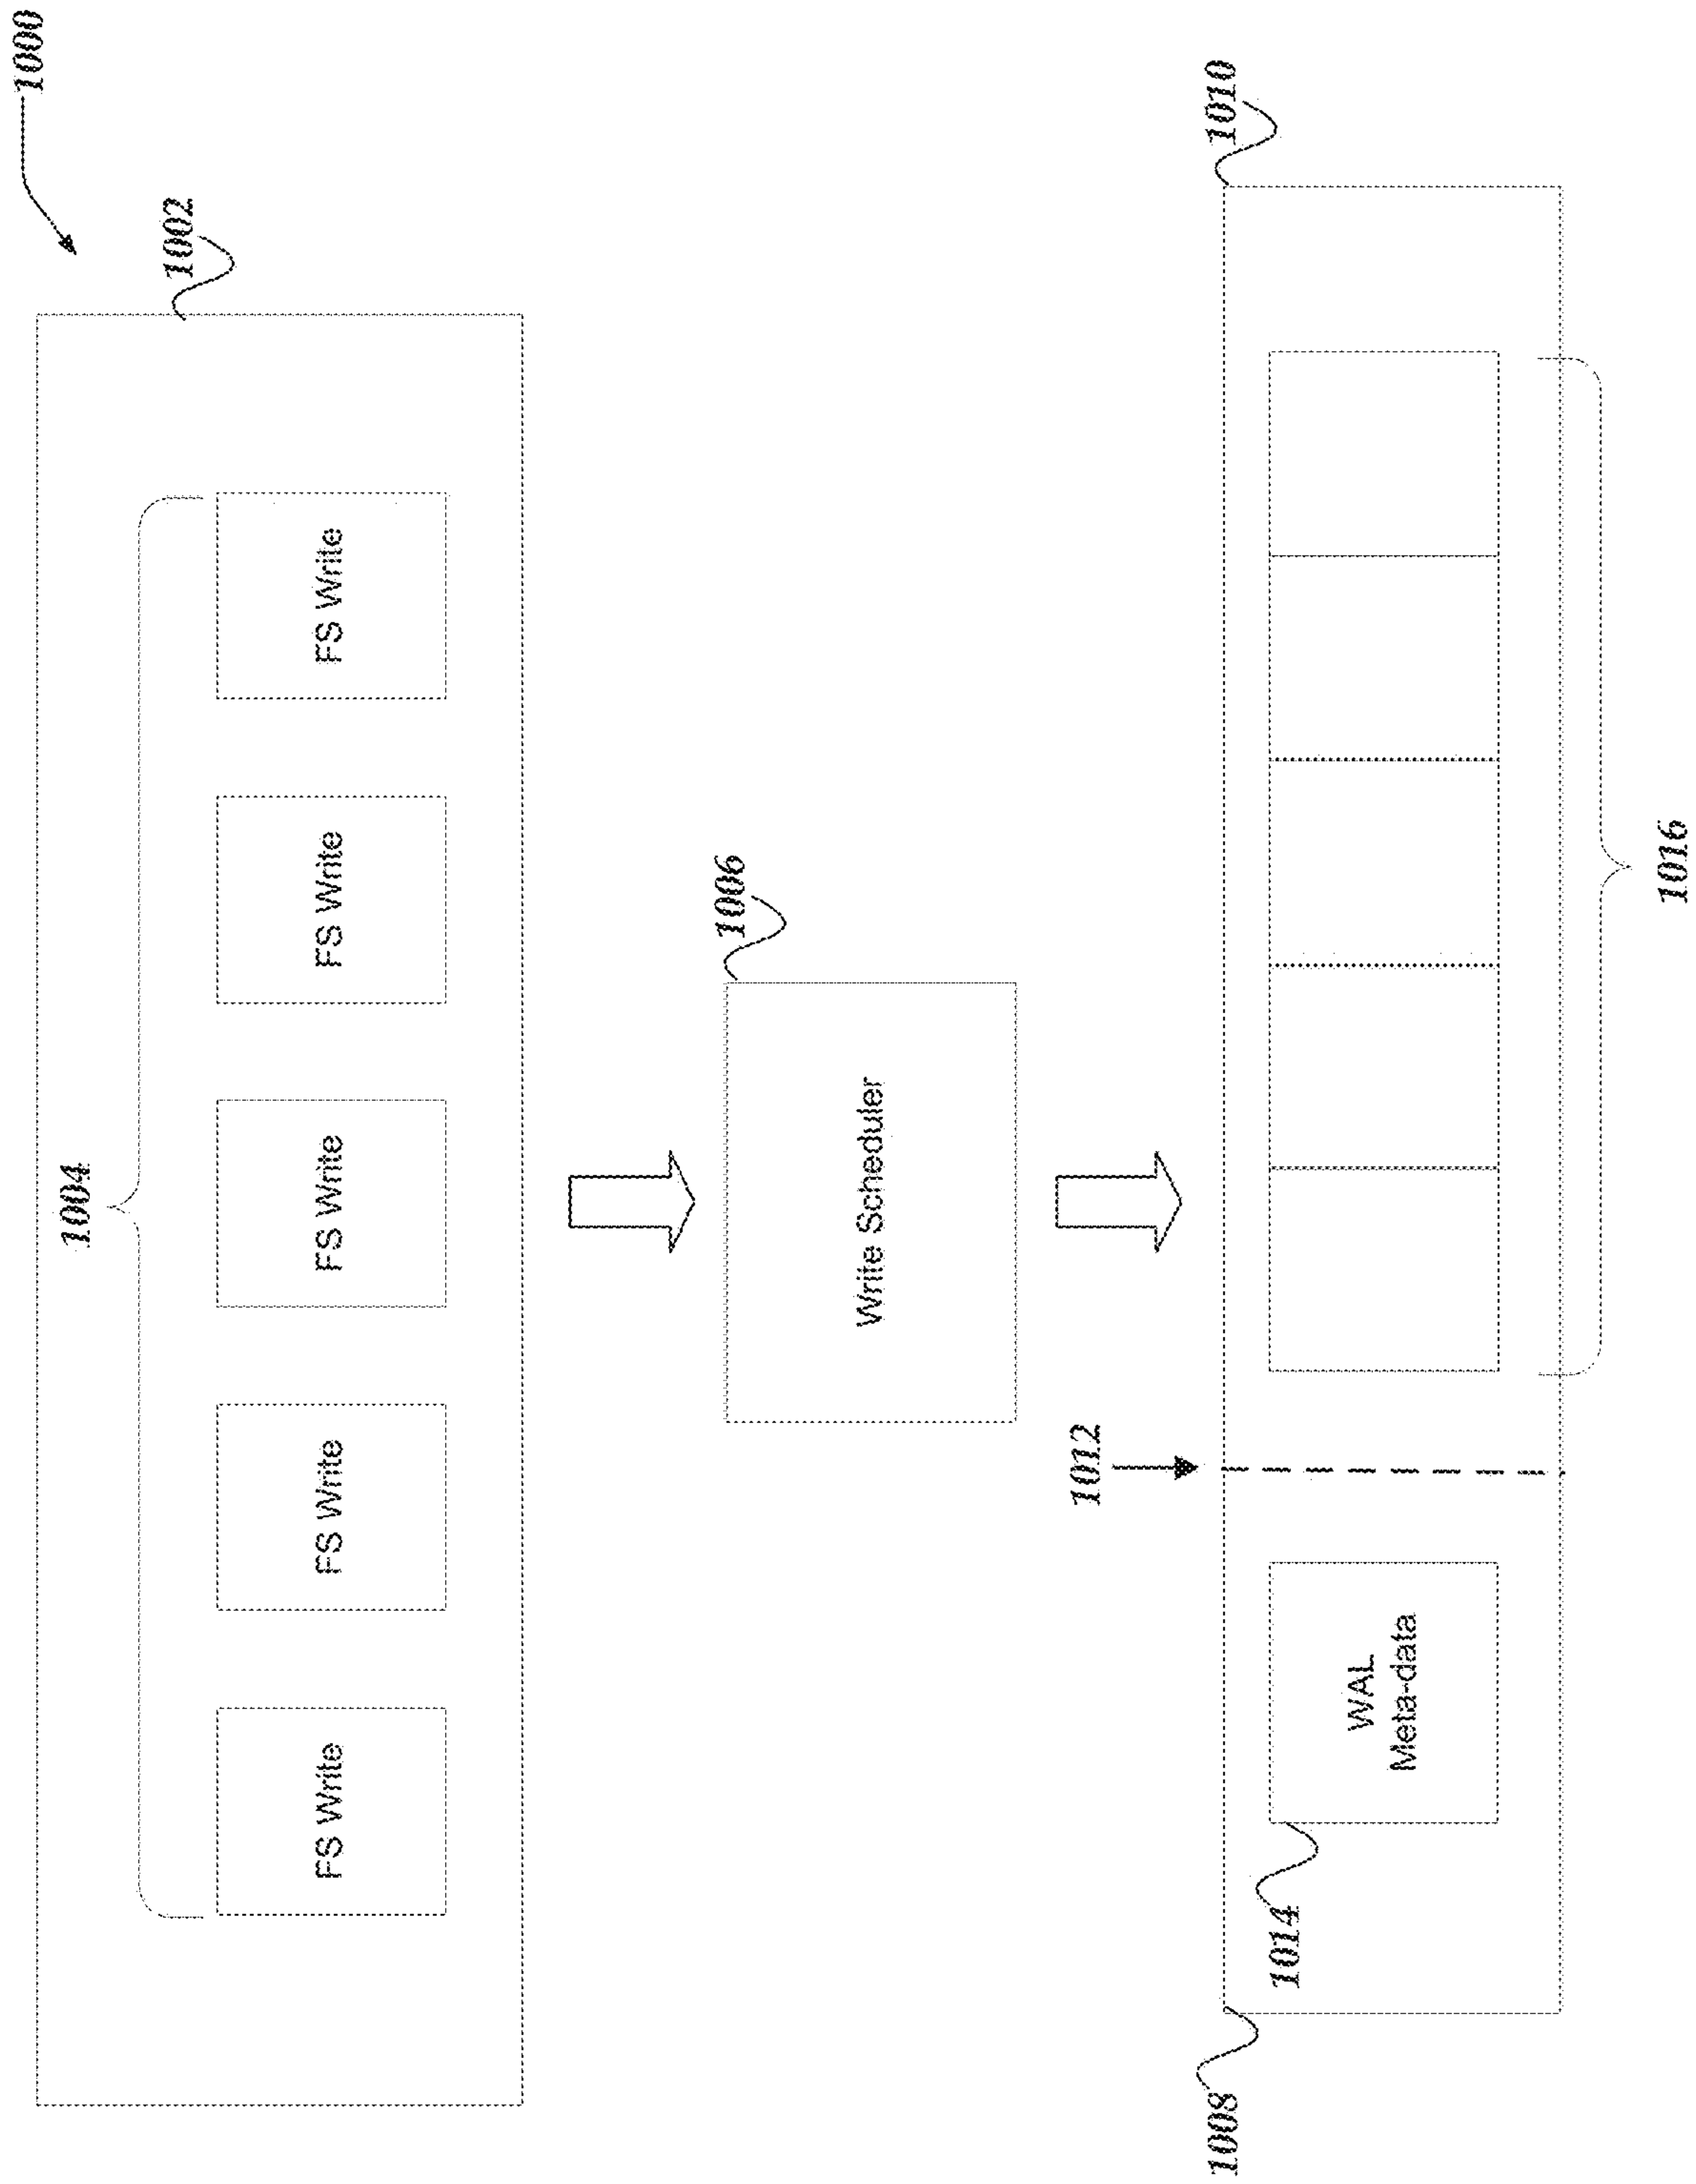 1000
1002
1004
FS Write
FS Write
FS Write
FS Write
FS Write
1006
Write Scheduler
1012
1008
1010
1014
WAL
Meta-data
1016